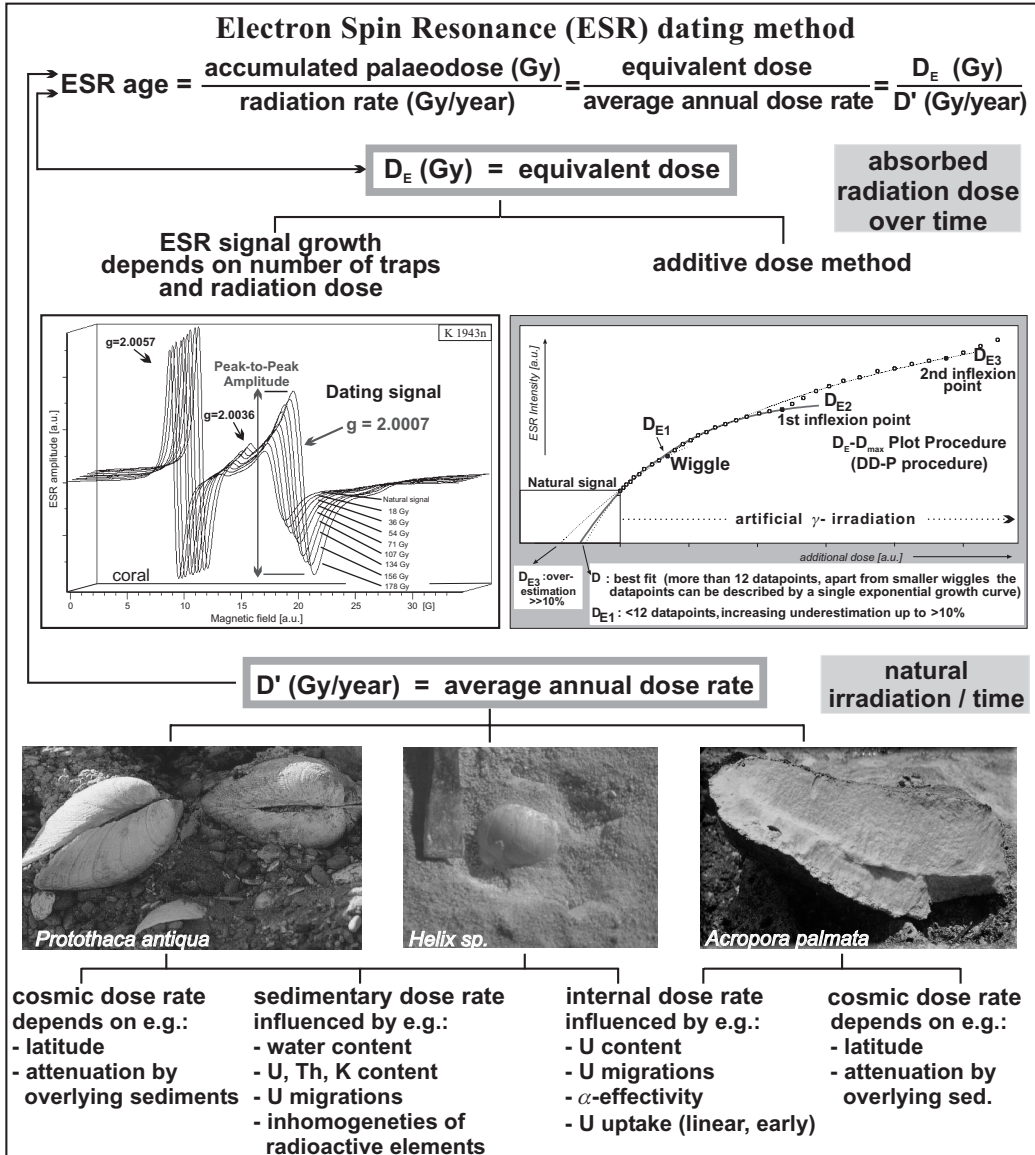 Electron Spin Resonance (ESR) dating method
ESR age = accumulated palaeodose (Gy) / radiation rate (Gy/year) = equivalent dose / average annual dose rate = D_E (Gy) / D' (Gy/year)
D_E (Gy) = equivalent dose
absorbed
radiation dose
over time
ESR signal growth
depends on number of traps
and radiation dose
additive dose method
K 1943n
g=2.0057
Peak-to-Peak
Amplitude
Dating signal
g=2.0036
g = 2.0007
ESR amplitude [a.u.]
Natural signal
18 Gy
36 Gy
54 Gy
71 Gy
107 Gy
134 Gy
156 Gy
178 Gy
coral
0 5 10 15 20 25 30 [G]
Magnetic field [a.u.]
ESR Intensity [a.u.]
D_E3
2nd inflexion
point
D_E2
1st inflexion point
D_E1
Wiggle
D_E-D_max Plot Procedure
(DD-P procedure)
Natural signal
artificial γ- irradiation
additional dose [a.u.]
D_E3 :over-
estimation
>>10%
D : best fit (more than 12 datapoints, apart from smaller wiggles the
datapoints can be described by a single exponential growth curve)
D_E1 : <12 datapoints, increasing underestimation up to >10%
D' (Gy/year) = average annual dose rate
natural
irradiation / time
Protothaca antiqua
Helix sp.
Acropora palmata
cosmic dose rate
depends on e.g.:
- latitude
- attenuation by
overlying sediments
sedimentary dose rate
influenced by e.g.:
- water content
- U, Th, K content
- U migrations
- inhomogeneties of
radioactive elements
internal dose rate
influenced by e.g.:
- U content
- U migrations
- α-effectivity
- U uptake (linear, early)
cosmic dose rate
depends on e.g.:
- latitude
- attenuation by
overlying sed.